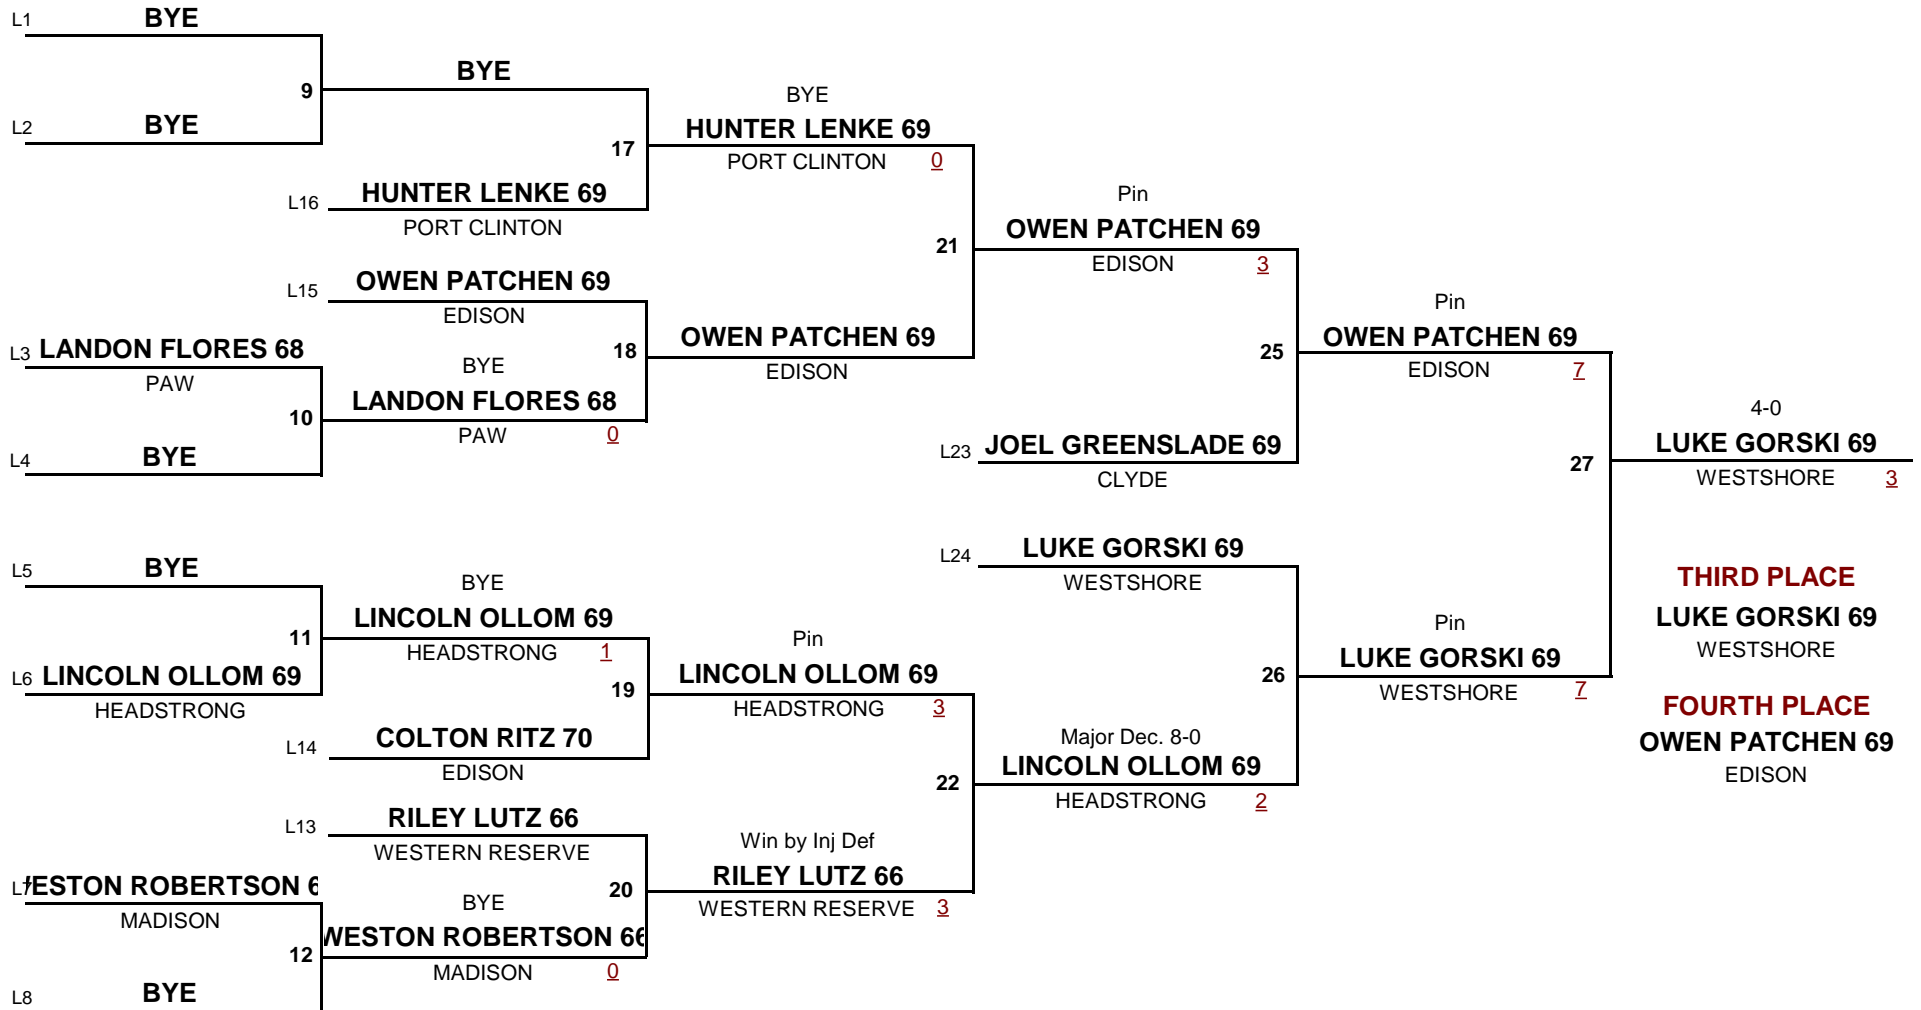 L1 BYE
9
L2 BYE
BYE
17
L16 HUNTER LENKE 69
PORT CLINTON
BYE
HUNTER LENKE 69
PORT CLINTON 0
L15 OWEN PATCHEN 69
EDISON
L3 LANDON FLORES 68
PAW
10
L4 BYE
BYE
LANDON FLORES 68
PAW 0
18
OWEN PATCHEN 69
EDISON
21
Pin
OWEN PATCHEN 69
EDISON 3
25
L23 JOEL GREENSLADE 69
CLYDE
Pin
OWEN PATCHEN 69
EDISON 7
L5 BYE
11
L6 LINCOLN OLLOM 69
HEADSTRONG
BYE
LINCOLN OLLOM 69
HEADSTRONG 1
19
L14 COLTON RITZ 70
EDISON
Pin
LINCOLN OLLOM 69
HEADSTRONG 3
L13 RILEY LUTZ 66
WESTERN RESERVE
L7 ESTON ROBERTSON 6
MADISON
12
L8 BYE
BYE
WESTON ROBERTSON 66
MADISON 0
20
Win by Inj Def
RILEY LUTZ 66
WESTERN RESERVE 3
22
Major Dec. 8-0
LINCOLN OLLOM 69
HEADSTRONG 2
L24 LUKE GORSKI 69
WESTSHORE
26
Pin
LUKE GORSKI 69
WESTSHORE 7
27
4-0
LUKE GORSKI 69
WESTSHORE 3
THIRD PLACE
LUKE GORSKI 69
WESTSHORE
FOURTH PLACE
OWEN PATCHEN 69
EDISON